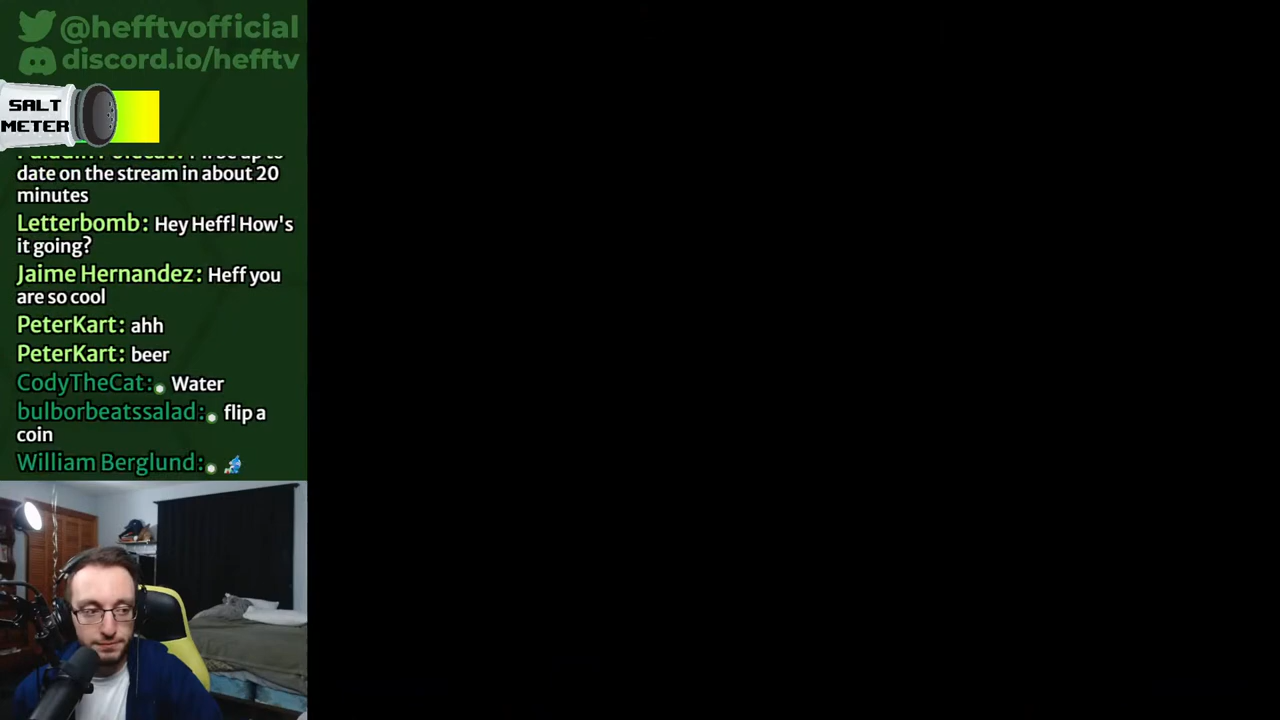 @hefftvofficial
discord.io/hefftv
SALT
METER
date on the stream in about 20
minutes
Letterbomb: Hey Heff! How's
it going?
Jaime Hernandez: Heff you
are so cool
PeterKart: ahh
PeterKart: beer
CodyTheCat: Water
bulborbeatssalad: flip a
coin
William Berglund: